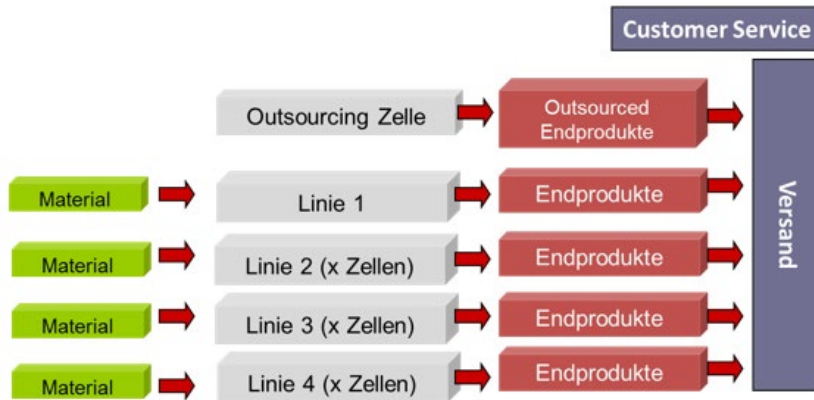 Customer Service
Outsourcing Zelle
Outsourced
Endprodukte
Material
Linie 1
Endprodukte
Material
Linie 2 (x Zellen)
Endprodukte
Material
Linie 3 (x Zellen)
Endprodukte
Material
Linie 4 (x Zellen)
Endprodukte
Versand